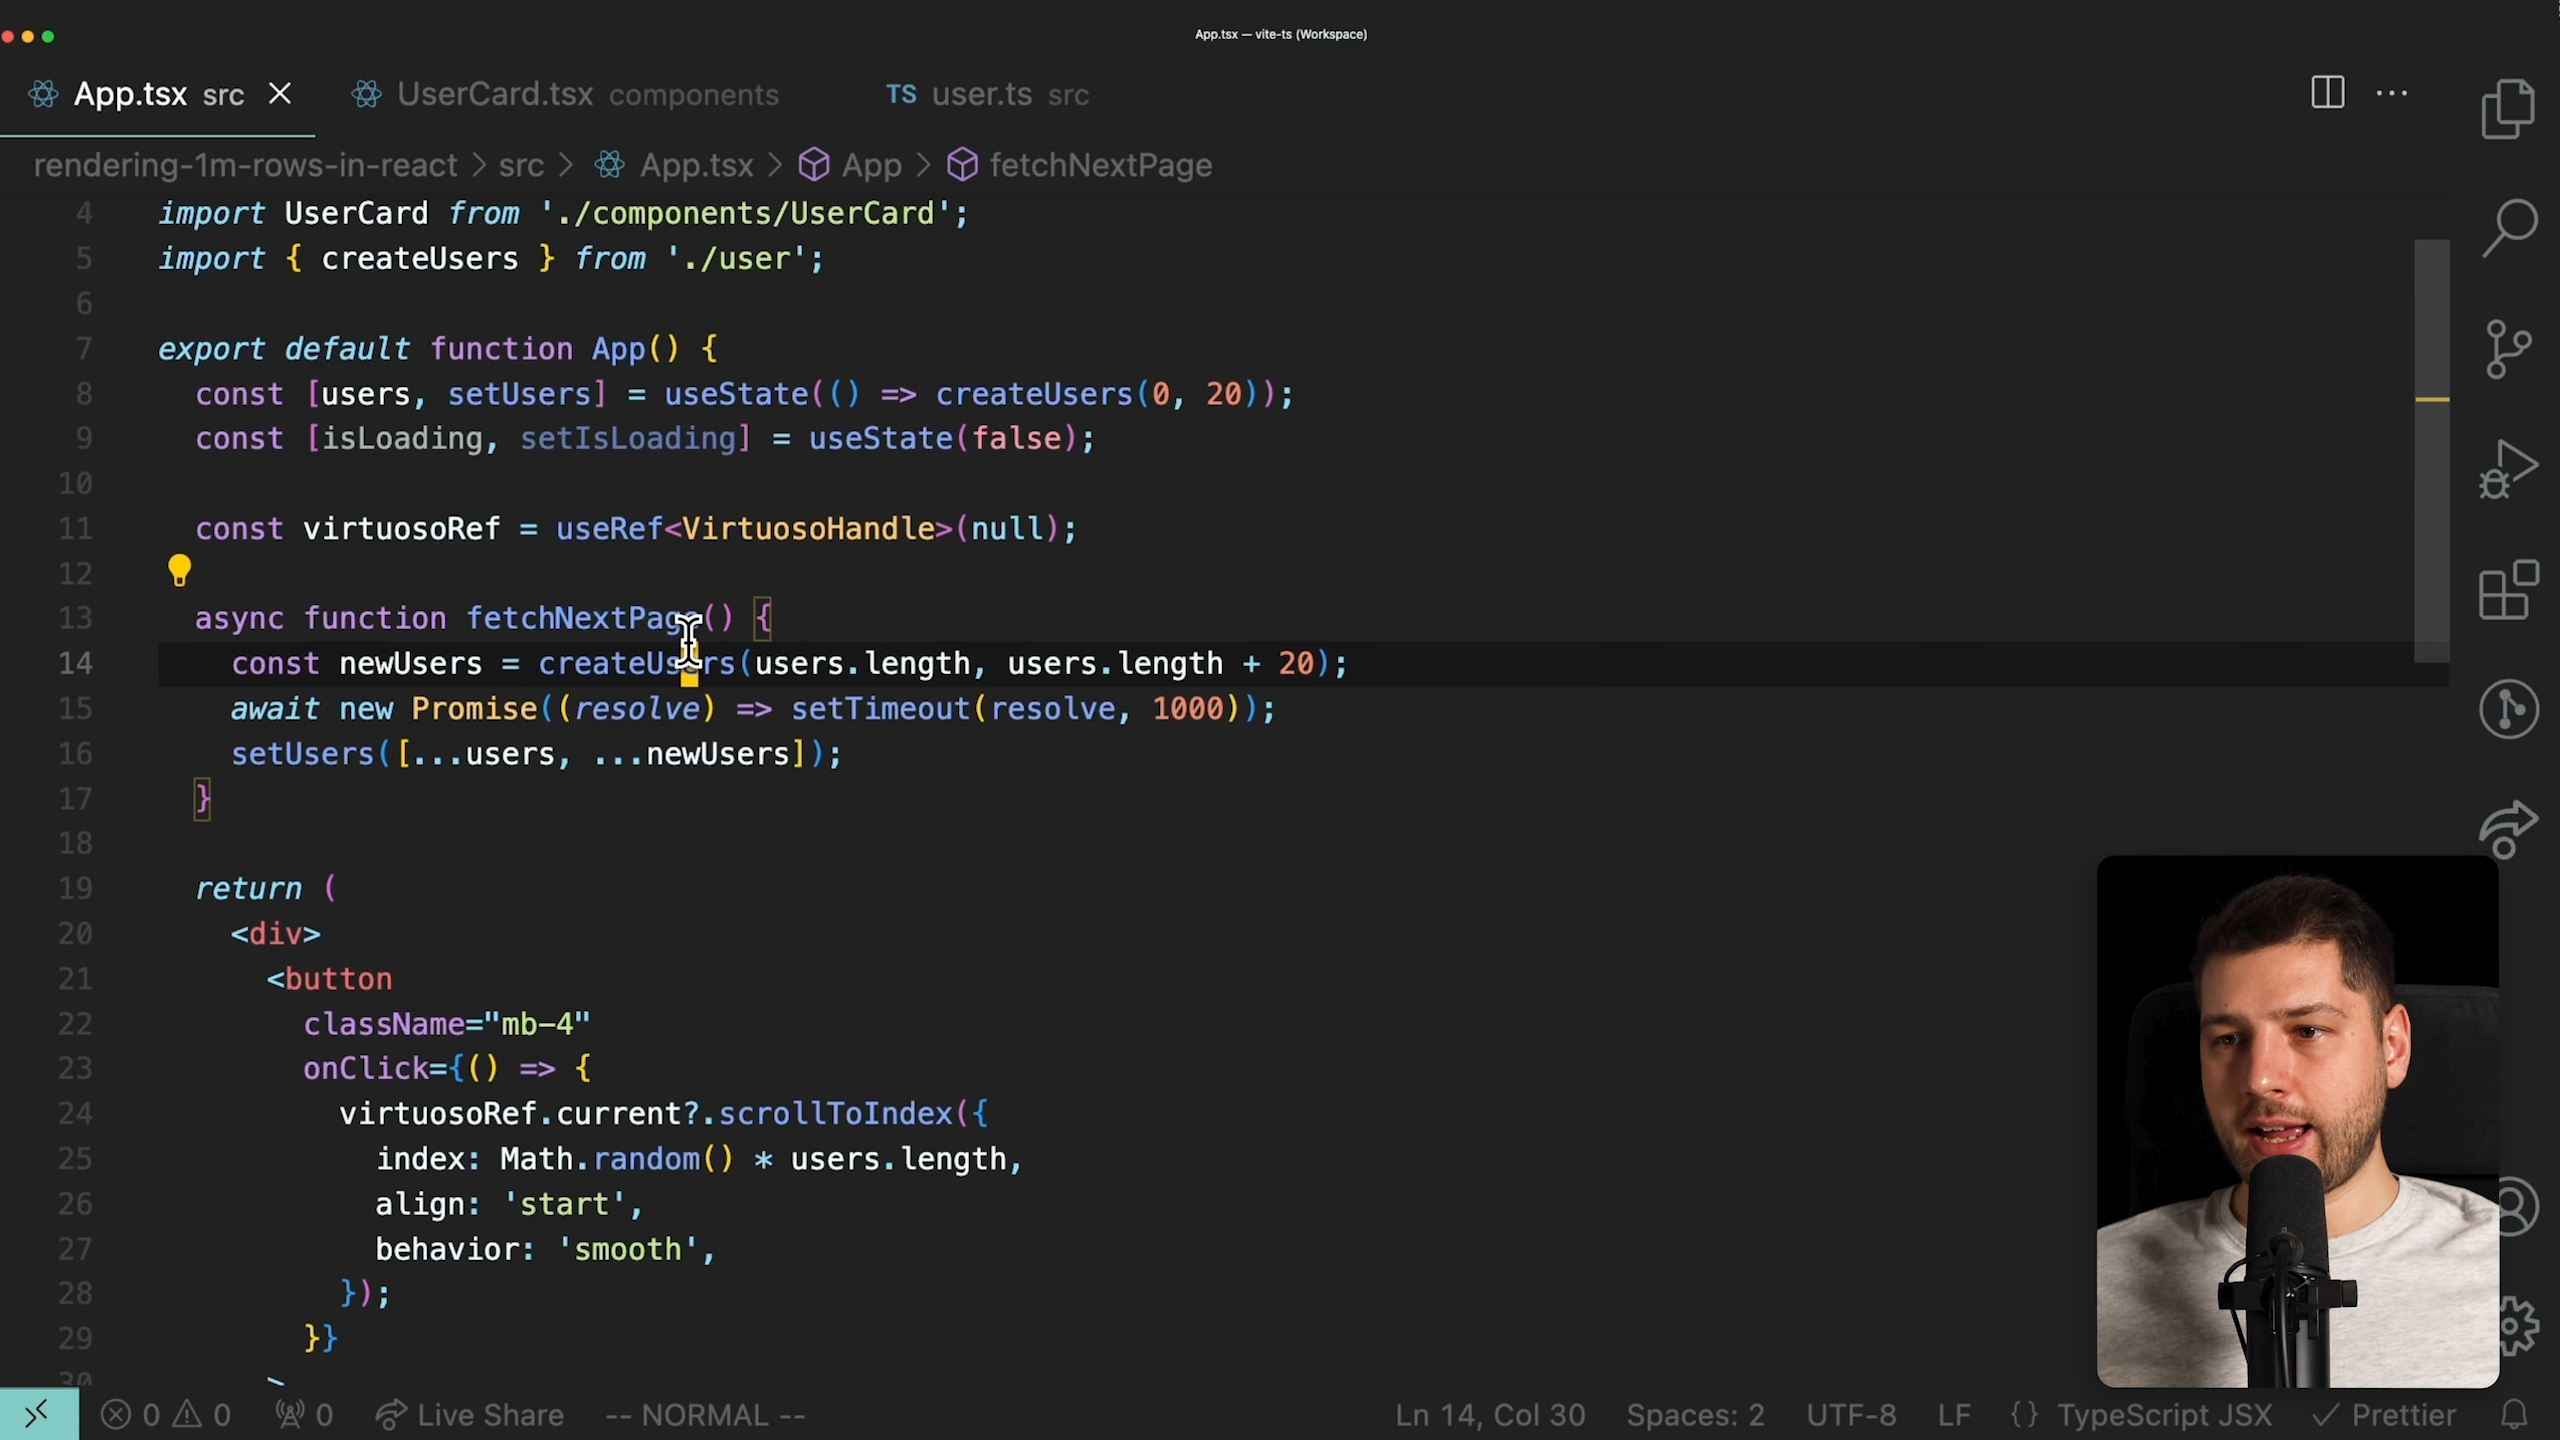 App.tsx — vite-ts (Workspace)
App.tsx src UserCard.tsx components TS user.ts src
rendering-1m-rows-in-react > src > App.tsx > App > fetchNextPage
4 import UserCard from './components/UserCard';
5 import { createUsers } from './user';
6
7 export default function App() {
8 const [users, setUsers] = useState(() => createUsers(0, 20));
9 const [isLoading, setIsLoading] = useState(false);
10
11 const virtuosoRef = useRef<VirtuosoHandle>(null);
12
13 async function fetchNextPage() {
14 const newUsers = createUsers(users.length, users.length + 20);
15 await new Promise((resolve) => setTimeout(resolve, 1000));
16 setUsers([...users, ...newUsers]);
17 }
18
19 return (
20 <div>
21 <button
22 className="mb-4"
23 onClick={() => {
24 virtuosoRef.current?.scrollToIndex({
25 index: Math.random() * users.length,
26 align: 'start',
27 behavior: 'smooth',
28 });
29 }}
30 >
0 0 0 Live Share -- NORMAL -- Ln 14, Col 30 Spaces: 2 UTF-8 LF {} TypeScript JSX Prettier